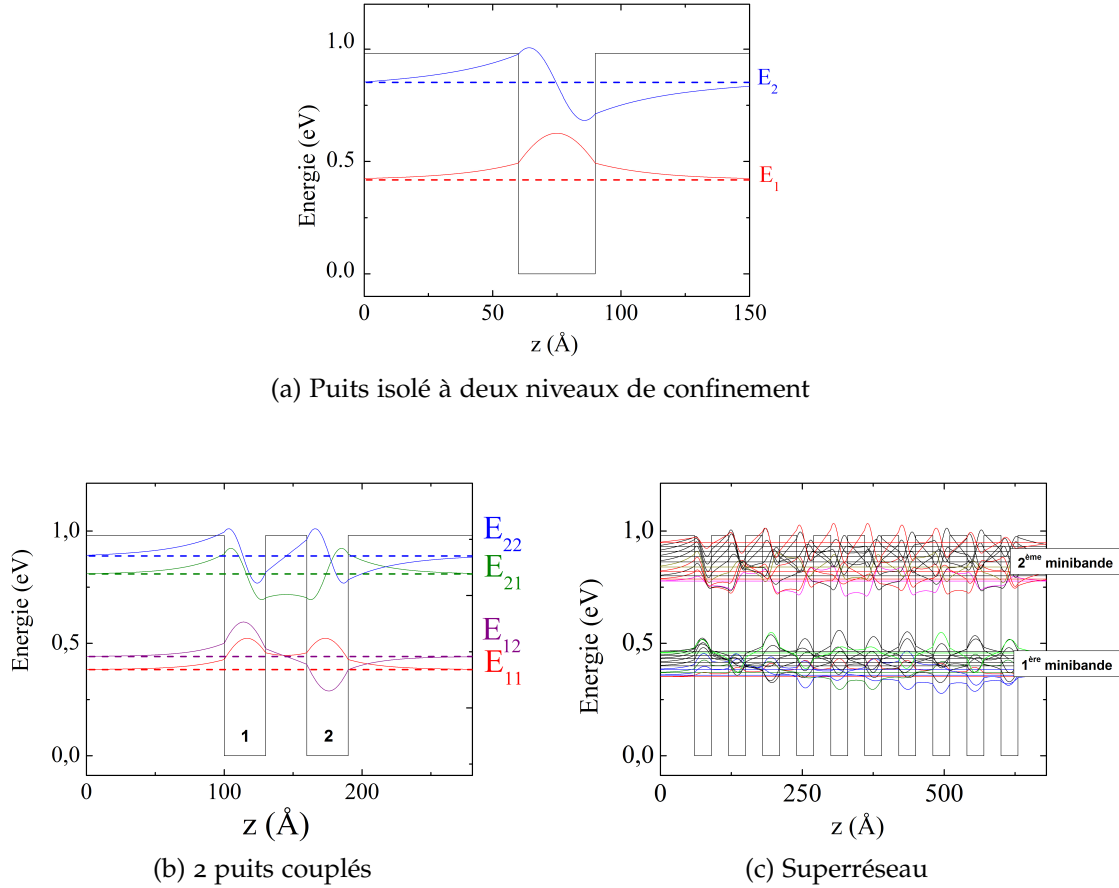 1,0
0,5
0.0
Energie (eV)
E2
E1
0
50
100
150
z (Å)
(a) Puits isolé à deux niveaux de confinement
1,0
0,5
0,0
Energie (eV)
E22
E21
E12
E11
1
2
0
100
200
z (Å)
(b) 2 puits couplés
1,0
0,5
0,0
Energie (eV)
2ème minibande
1ère minibande
0
250
500
z (Å)
(c) Superréseau